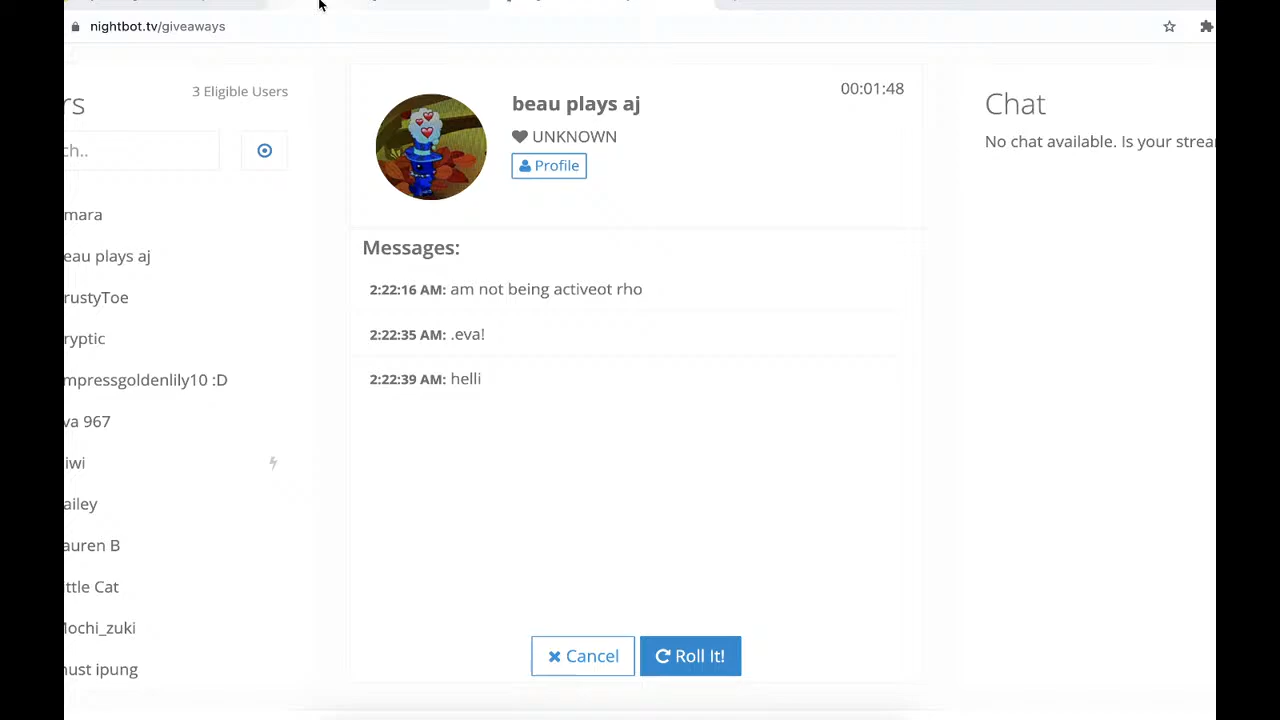 nightbot.tv/giveaways
3 Eligible Users
rs
ch..
mara
eau plays aj
rustyToe
ryptic
mpressgoldenlily10 :D
va 967
iwi
ailey
auren B
ittle Cat
Mochi_zuki
nust ipung
beau plays aj
UNKNOWN
Profile
00:01:48
Messages:
2:22:16 AM: am not being activeot rho
2:22:35 AM: .eva!
2:22:39 AM: helli
Cancel
Roll It!
Chat
No chat available. Is your strea